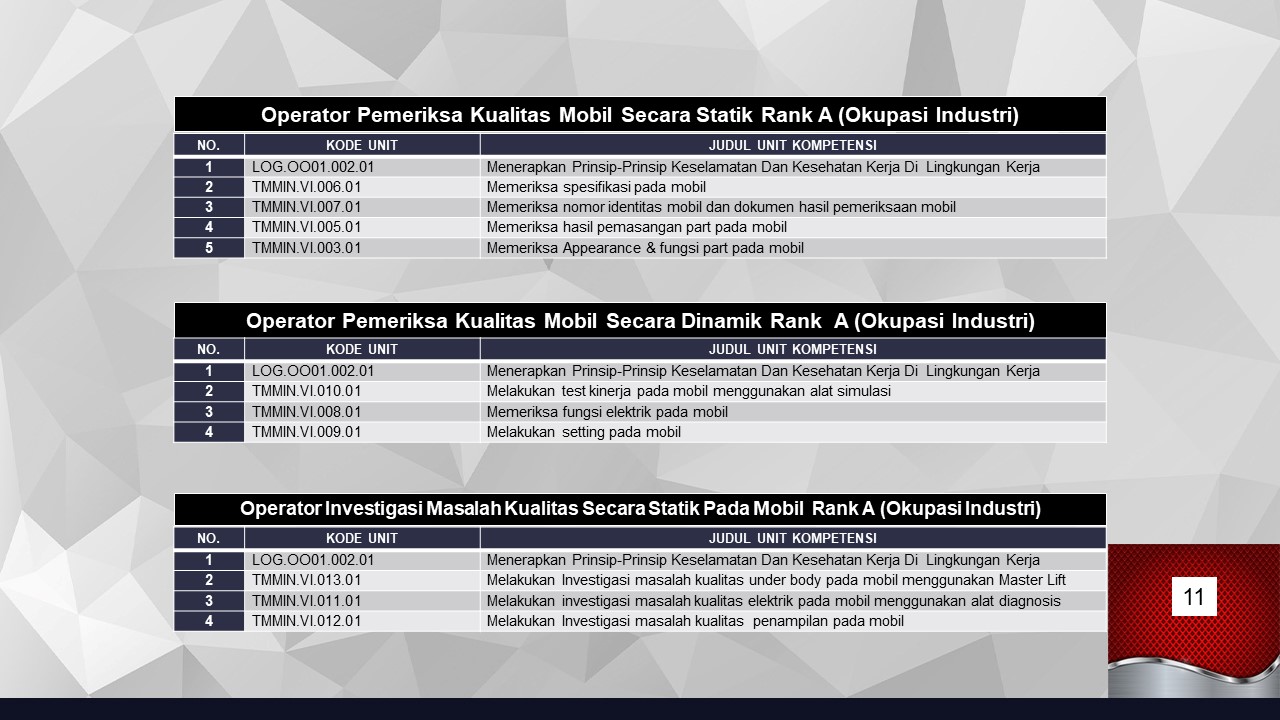 Operator Pemeriksa Kualitas Mobil Secara Statik Rank A (Okupasi Industri)
NO. KODE UNIT JUDUL UNIT KOMPETENSI
1 LOG.OO01.002.01 Menerapkan Prinsip-Prinsip Keselamatan Dan Kesehatan Kerja Di Lingkungan Kerja
2 TMMIN.VI.006.01 Memeriksa spesifikasi pada mobil
3 TMMIN.VI.007.01 Memeriksa nomor identitas mobil dan dokumen hasil pemeriksaan mobil
4 TMMIN.VI.005.01 Memeriksa hasil pemasangan part pada mobil
5 TMMIN.VI.003.01 Memeriksa Appearance & fungsi part pada mobil
Operator Pemeriksa Kualitas Mobil Secara Dinamik Rank A (Okupasi Industri)
NO. KODE UNIT JUDUL UNIT KOMPETENSI
1 LOG.OO01.002.01 Menerapkan Prinsip-Prinsip Keselamatan Dan Kesehatan Kerja Di Lingkungan Kerja
2 TMMIN.VI.010.01 Melakukan test kinerja pada mobil menggunakan alat simulasi
3 TMMIN.VI.008.01 Memeriksa fungsi elektrik pada mobil
4 TMMIN.VI.009.01 Melakukan setting pada mobil
Operator Investigasi Masalah Kualitas Secara Statik Pada Mobil Rank A (Okupasi Industri)
NO. KODE UNIT JUDUL UNIT KOMPETENSI
1 LOG.OO01.002.01 Menerapkan Prinsip-Prinsip Keselamatan Dan Kesehatan Kerja Di Lingkungan Kerja
2 TMMIN.VI.013.01 Melakukan Investigasi masalah kualitas under body pada mobil menggunakan Master Lift
3 TMMIN.VI.011.01 Melakukan investigasi masalah kualitas elektrik pada mobil menggunakan alat diagnosis
4 TMMIN.VI.012.01 Melakukan Investigasi masalah kualitas penampilan pada mobil
11